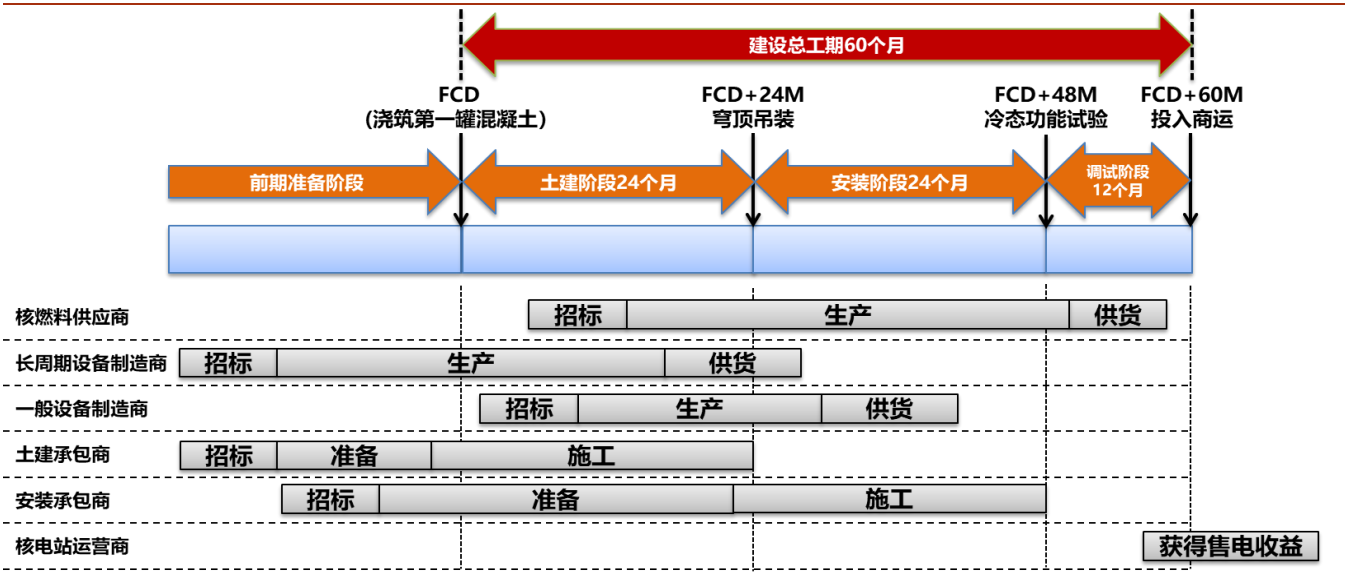 建设总工期60个月
FCD
(浇筑第一罐混凝土)
FCD+24M
穹顶吊装
FCD+48M
冷态功能试验
FCD+60M
投入商运
前期准备阶段
土建阶段24个月
安装阶段24个月
调试阶段
12个月
核燃料供应商
招标
生产
供货
长周期设备制造商
招标
生产
供货
一般设备制造商
招标
生产
供货
土建承包商
招标
准备
施工
安装承包商
招标
准备
施工
核电站运营商
获得售电收益